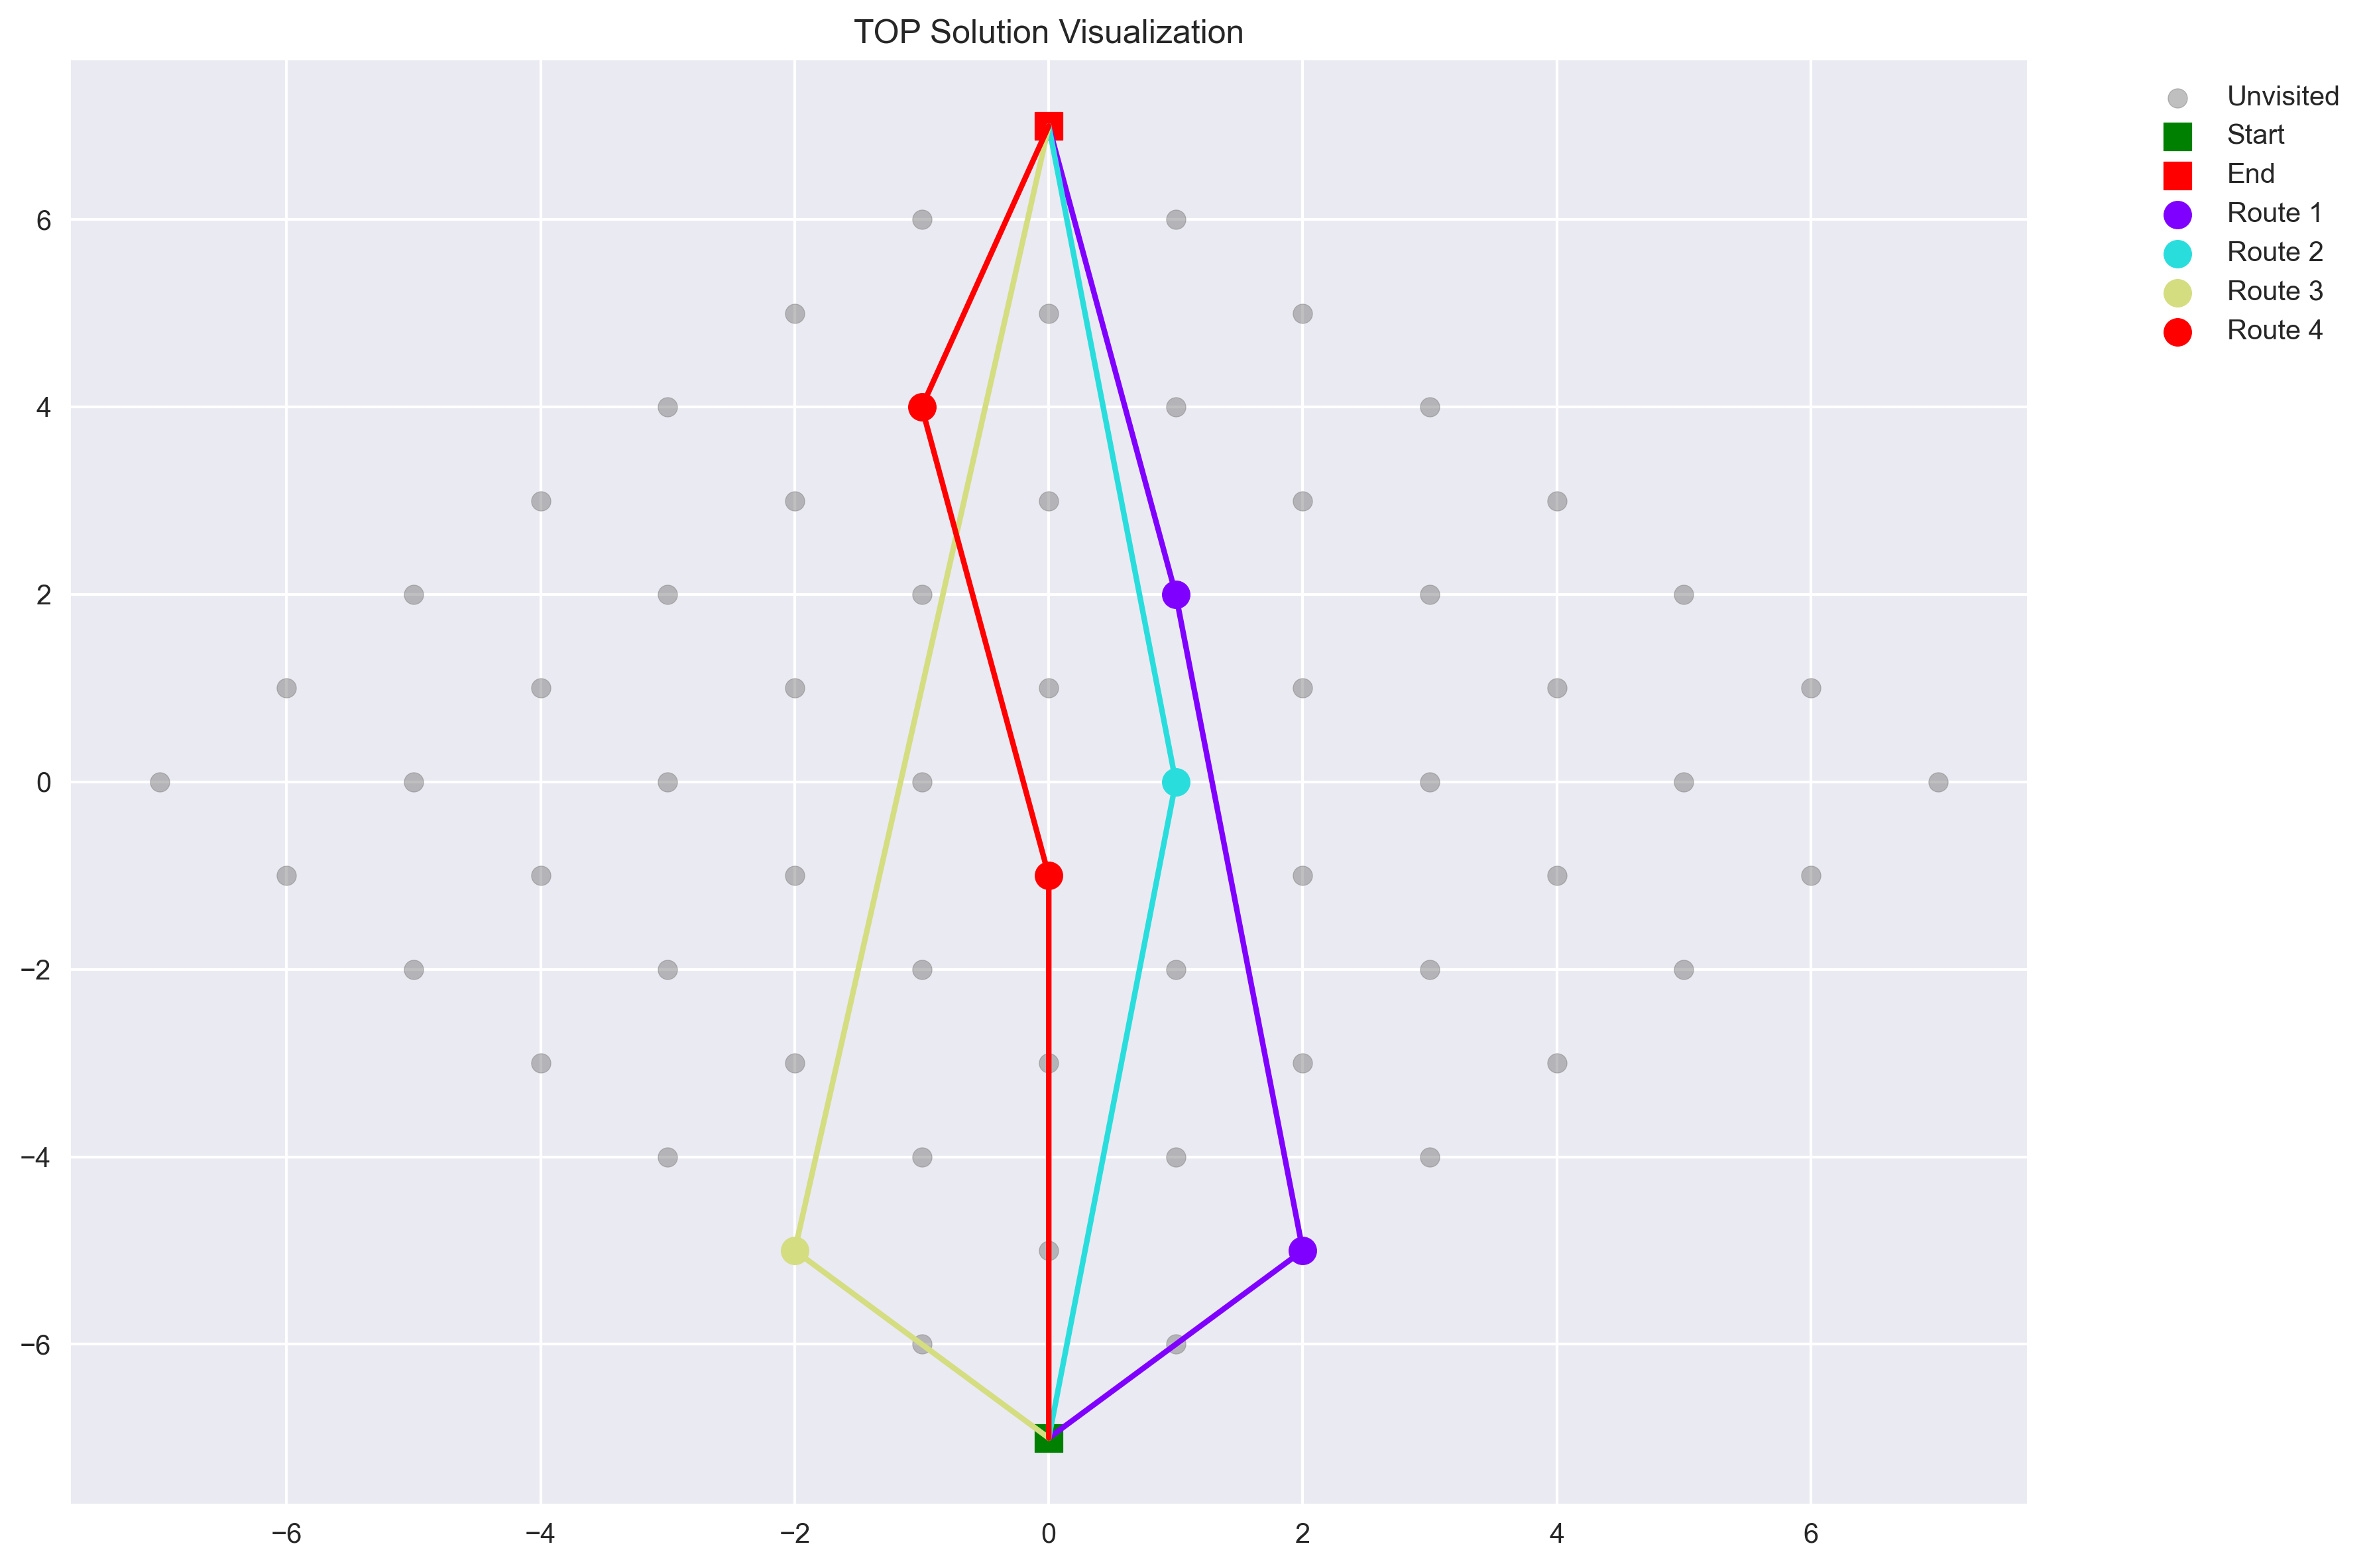 TOP Solution Visualization
Unvisited
Start
End
Route 1
Route 2
Route 3
Route 4
6
4
2
0
−2
−4
−6
−6 −4 −2 0 2 4 6